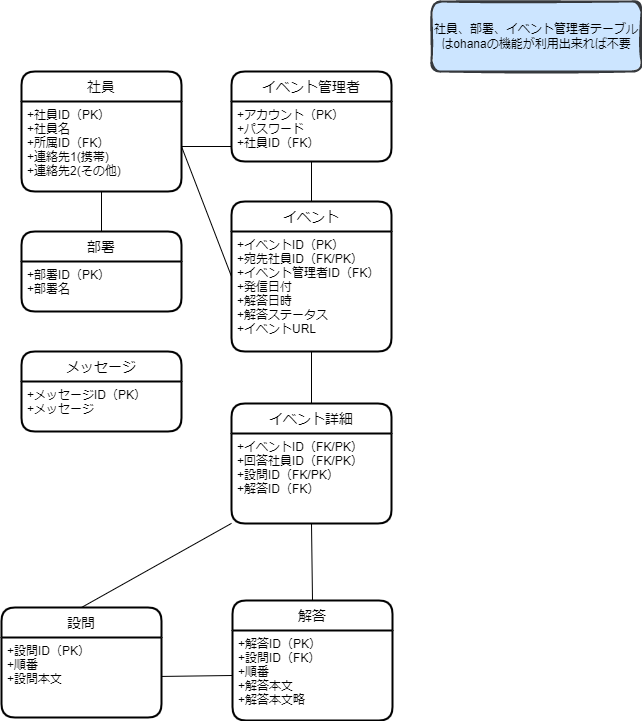 社員、部署、イベント管理者テーブル
はohanaの機能が利用出来れば不要
社員
+社員ID（PK）
+社員名
+所属ID（FK）
+連絡先1(携帯)
+連絡先2(その他)
イベント管理者
+アカウント（PK）
+パスワード
+社員ID（FK）
部署
+部署ID（PK）
+部署名
イベント
+イベントID（PK）
+宛先社員ID（FK/PK）
+イベント管理者ID（FK）
+発信日付
+解答日時
+解答ステータス
+イベントURL
メッセージ
+メッセージID（PK）
+メッセージ
イベント詳細
+イベントID（FK/PK）
+回答社員ID（FK/PK）
+設問ID（FK/PK）
+解答ID（FK）
設問
+設問ID（PK）
+順番
+設問本文
解答
+解答ID（PK）
+設問ID（FK）
+順番
+解答本文
+解答本文略